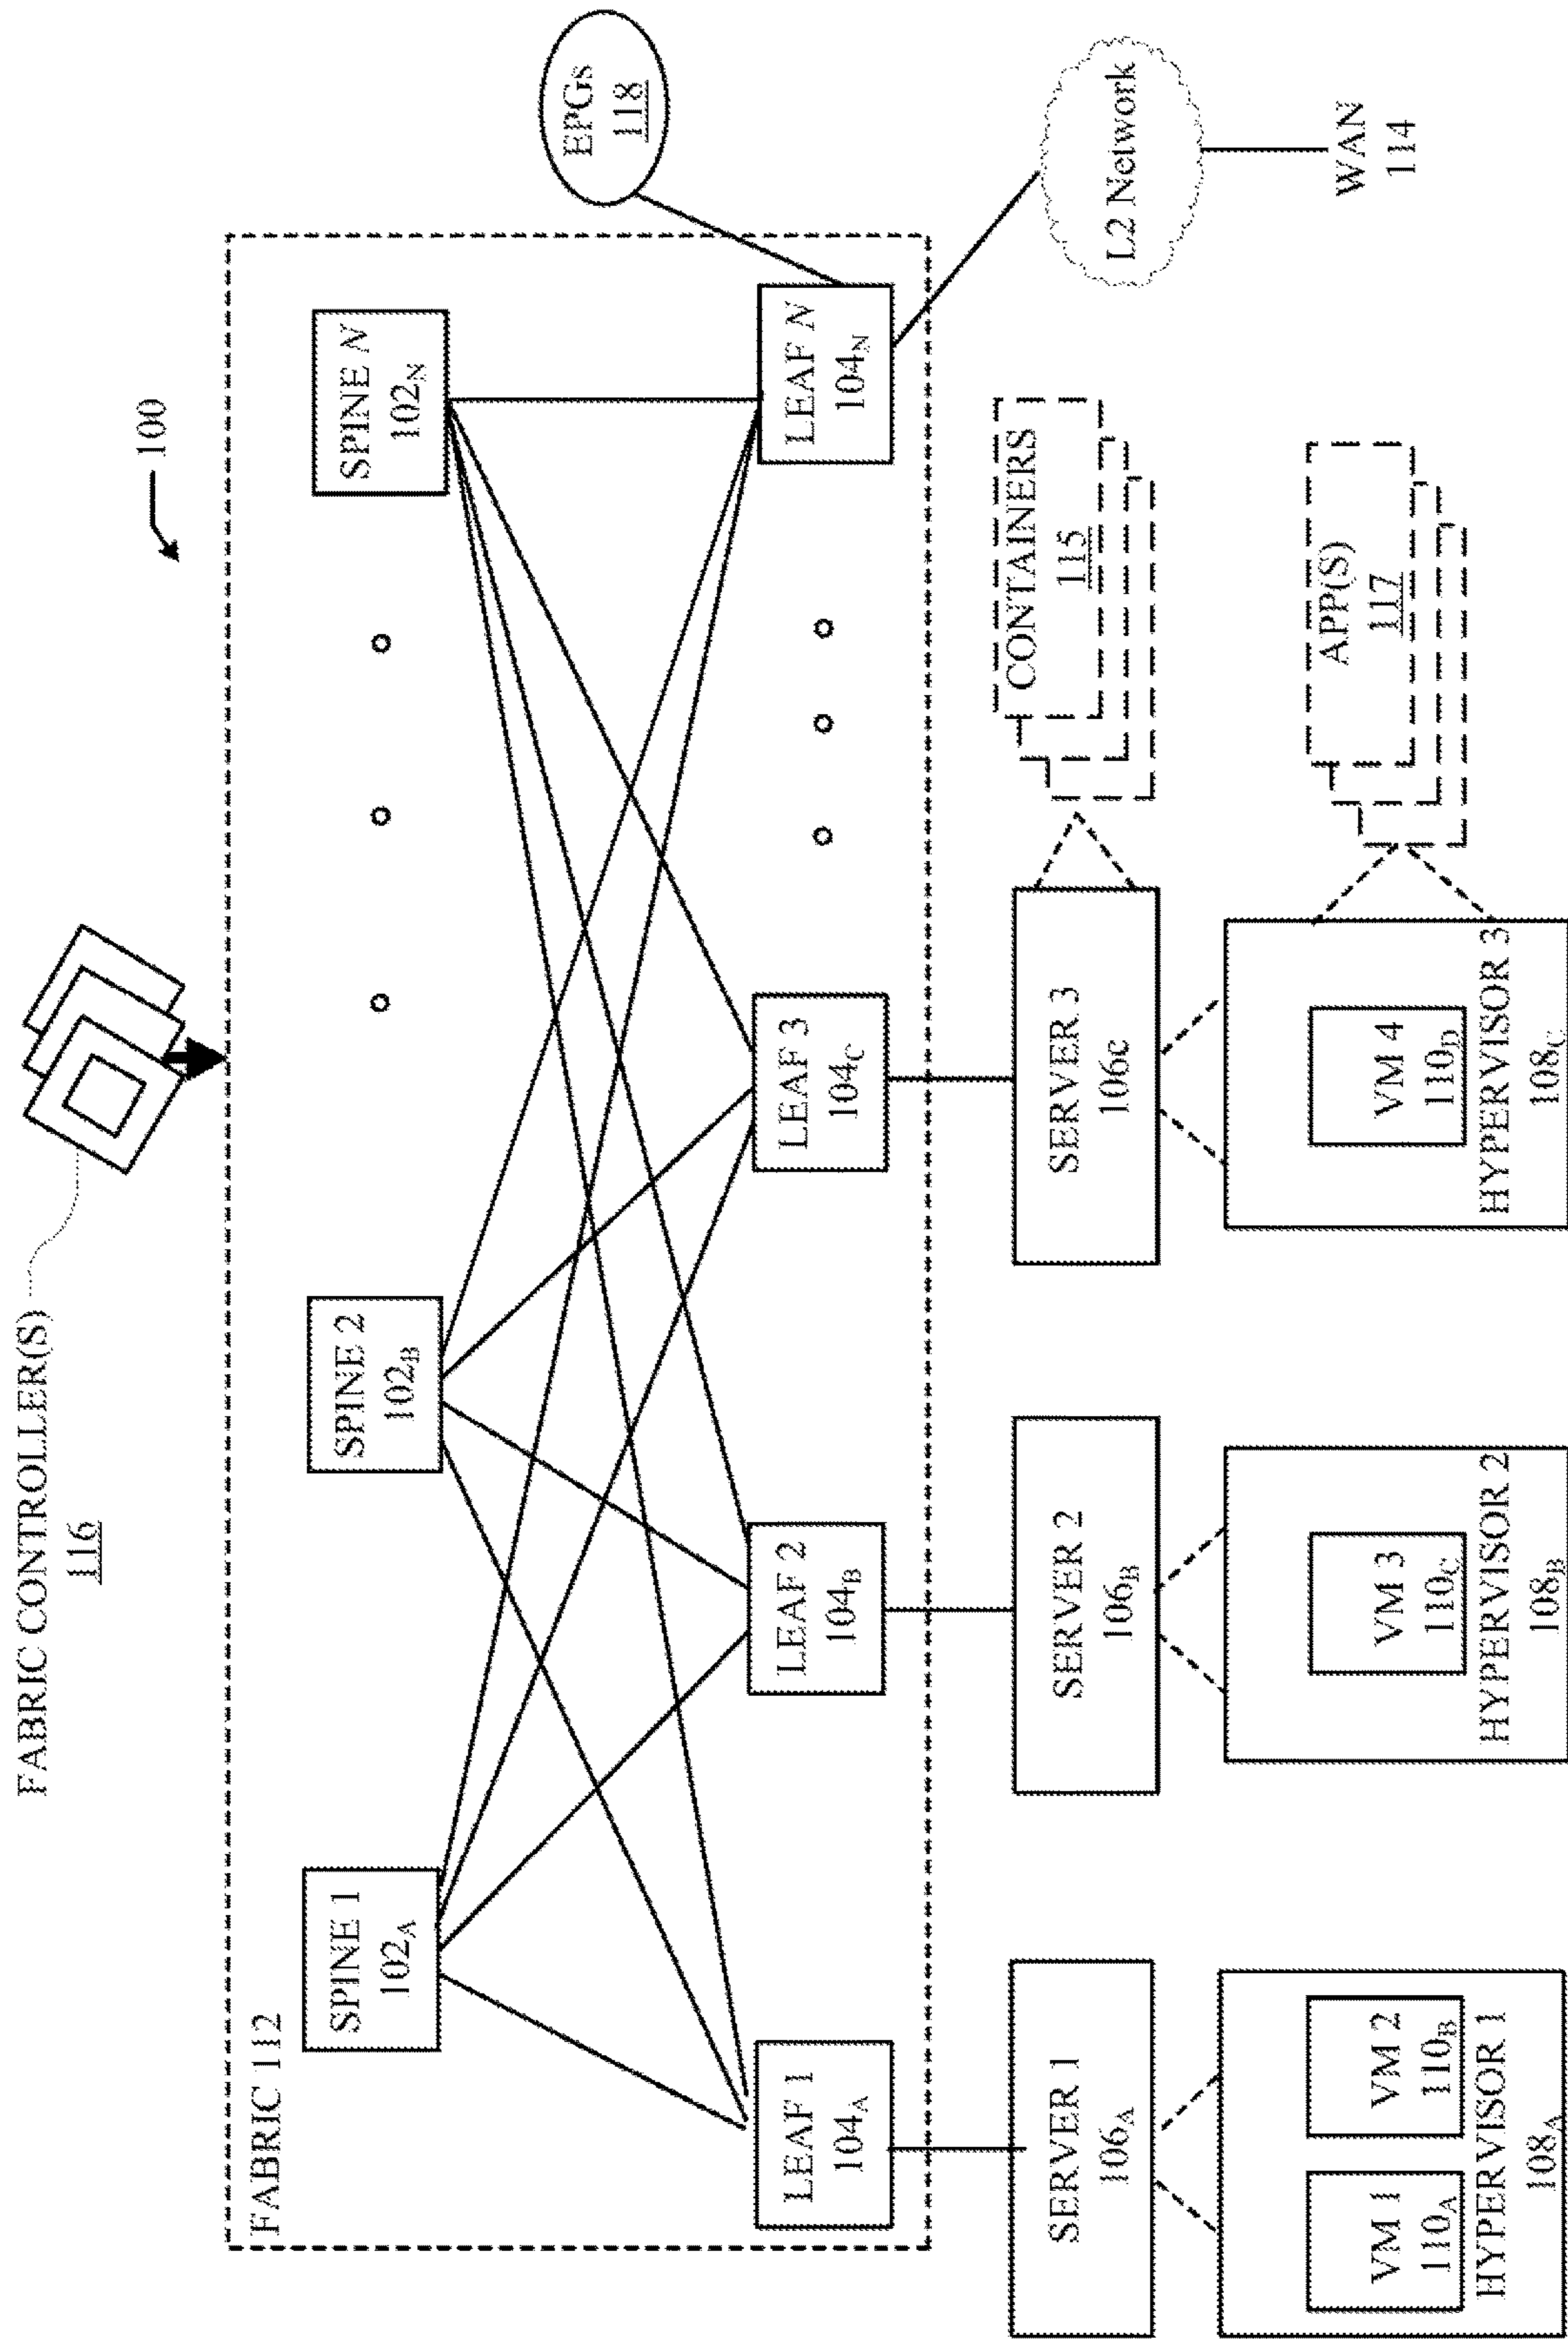 FABRIC CONTROLLER(S)
116
100
FABRIC 112
SPINE 1
102A
SPINE 2
102B
SPINE N
102N
LEAF 1
104A
LEAF 2
104B
LEAF 3
104C
LEAF N
104N
EPGs
118
L2 Network
WAN
114
SERVER 1
106A
SERVER 2
106B
SERVER 3
106c
CONTAINERS
115
APP(S)
117
VM 1
110A
VM 2
110B
HYPERVISOR 1
108A
VM 3
110C
HYPERVISOR 2
108B
VM 4
110D
HYPERVISOR 3
108C